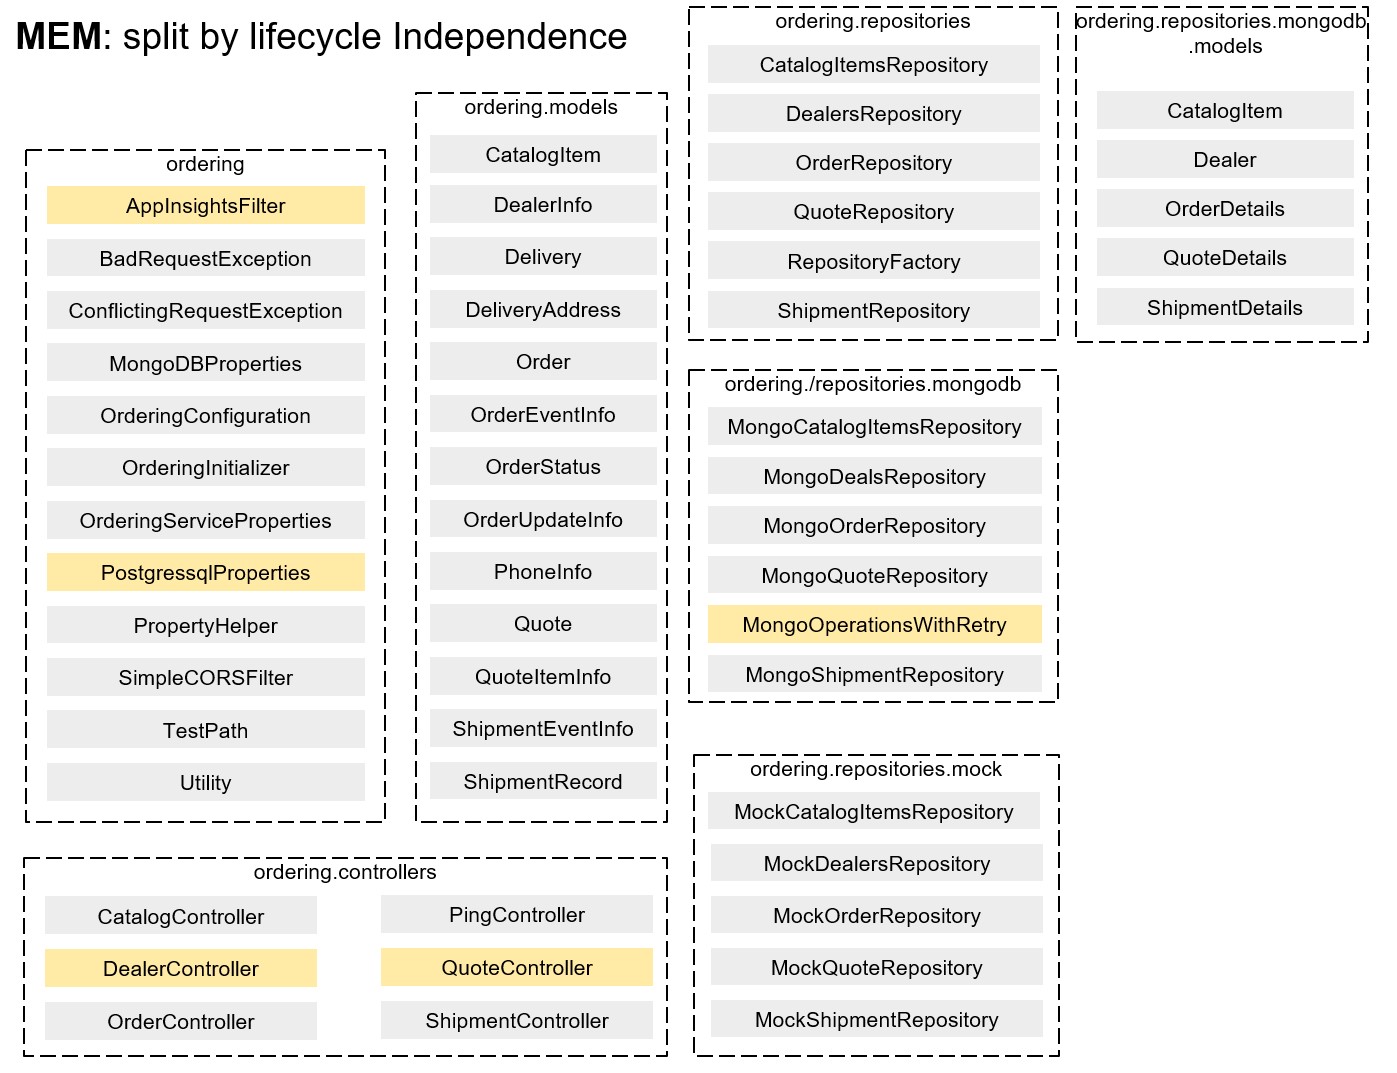 MEM: split by lifecycle Independence
ordering
AppInsightsFilter
BadRequestException
ConflictingRequestException
MongoDBProperties
OrderingConfiguration
OrderingInitializer
OrderingServiceProperties
PostgressqlProperties
PropertyHelper
SimpleCORSFilter
TestPath
Utility
ordering.models
CatalogItem
DealerInfo
Delivery
DeliveryAddress
Order
OrderEventInfo
OrderStatus
OrderUpdateInfo
PhoneInfo
Quote
QuoteItemInfo
ShipmentEventInfo
ShipmentRecord
ordering.controllers
CatalogController
DealerController
OrderController
PingController
QuoteController
ShipmentController
ordering.repositories
CatalogItemsRepository
DealersRepository
OrderRepository
QuoteRepository
RepositoryFactory
ShipmentRepository
ordering./repositories.mongodb
MongoCatalogItemsRepository
MongoDealsRepository
MongoOrderRepository
MongoQuoteRepository
MongoOperationsWithRetry
MongoShipmentRepository
ordering.repositories.mock
MockCatalogItemsRepository
MockDealersRepository
MockOrderRepository
MockQuoteRepository
MockShipmentRepository
ordering.repositories.mongodb
.models
CatalogItem
Dealer
OrderDetails
QuoteDetails
ShipmentDetails